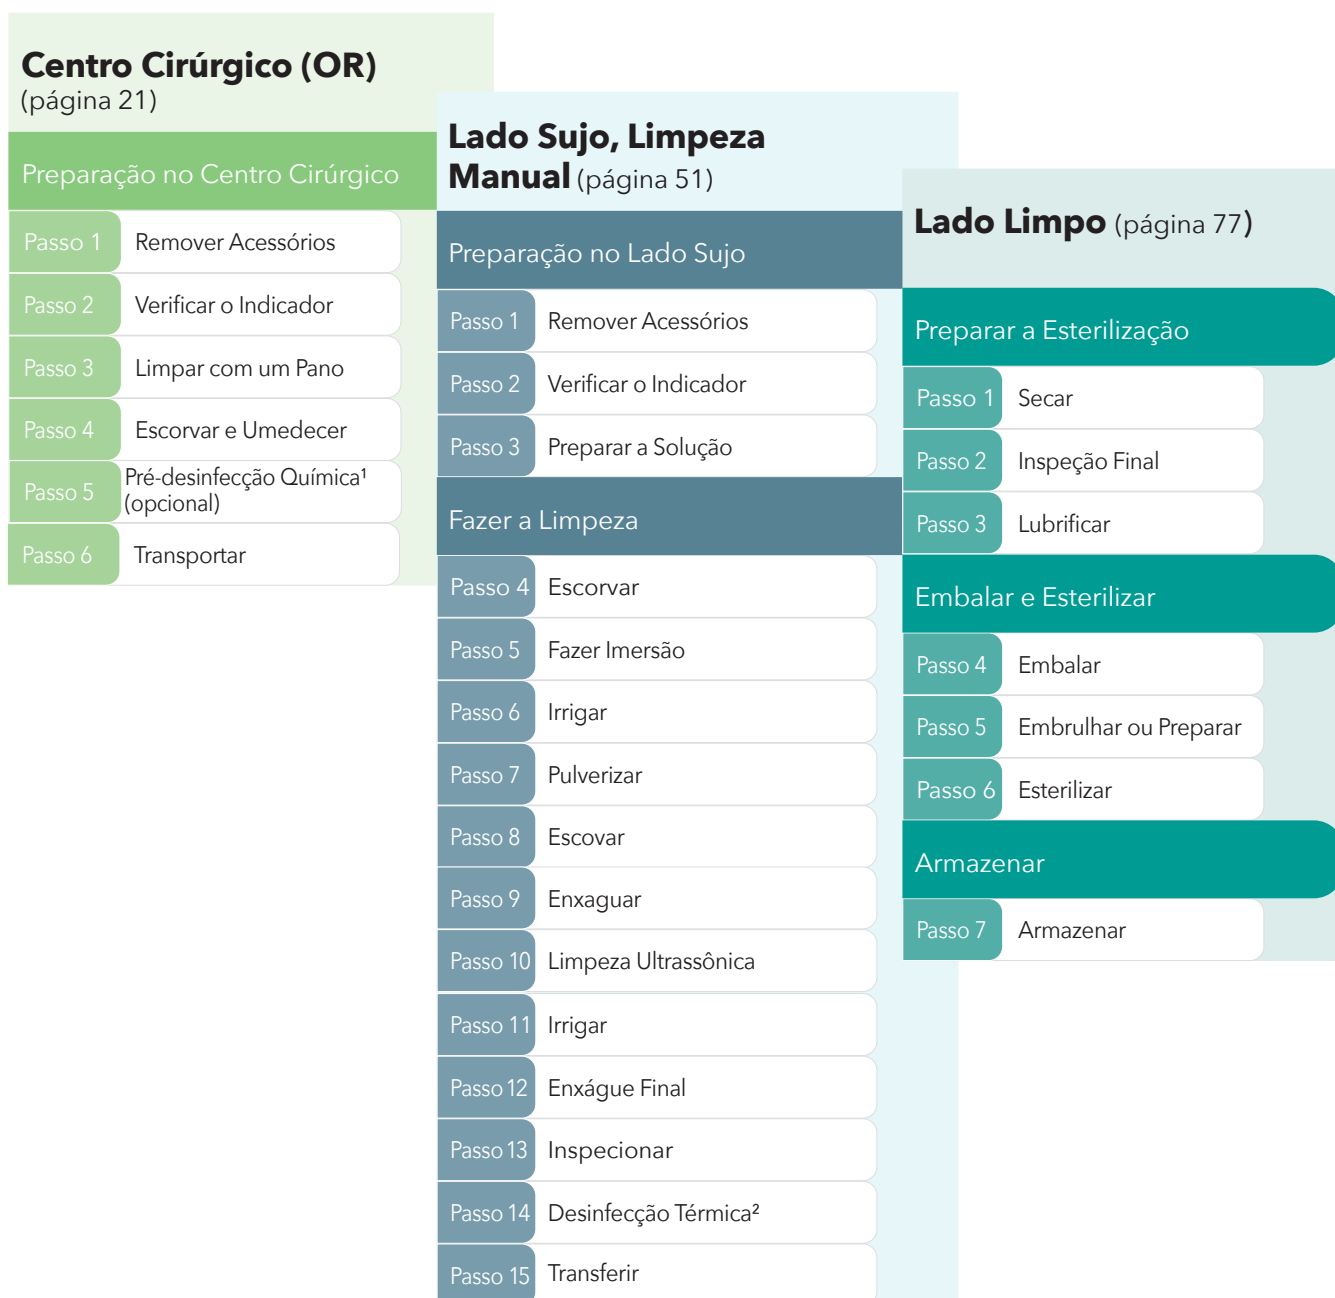 Centro Cirúrgico (OR)
(página 21)
Preparação no Centro Cirúrgico
Passo 1 Remover Acessórios
Passo 2 Verificar o Indicador
Passo 3 Limpar com um Pano
Passo 4 Escorvar e Umedecer
Passo 5 Pré-desinfecção Química¹
(opcional)
Passo 6 Transportar
Lado Sujo, Limpeza
Manual (página 51)
Preparação no Lado Sujo
Passo 1 Remover Acessórios
Passo 2 Verificar o Indicador
Passo 3 Preparar a Solução
Fazer a Limpeza
Passo 4 Escorvar
Passo 5 Fazer Imersão
Passo 6 Irrigar
Passo 7 Pulverizar
Passo 8 Escovar
Passo 9 Enxaguar
Passo 10 Limpeza Ultrassônica
Passo 11 Irrigar
Passo 12 Enxágue Final
Passo 13 Inspecionar
Passo 14 Desinfecção Térmica²
Passo 15 Transferir
Lado Limpo (página 77)
Preparar a Esterilização
Passo 1 Secar
Passo 2 Inspeção Final
Passo 3 Lubrificar
Embalar e Esterilizar
Passo 4 Embalar
Passo 5 Embrulhar ou Preparar
Passo 6 Esterilizar
Armazenar
Passo 7 Armazenar